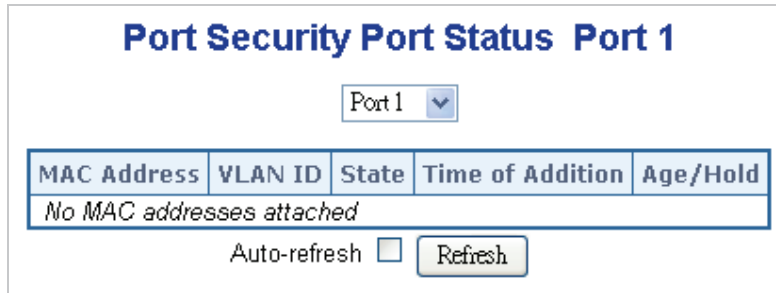 Port Security Port Status Port 1
Port 1
MAC Address VLAN ID State Time of Addition Age/Hold
No MAC addresses attached
Auto-refresh Refresh